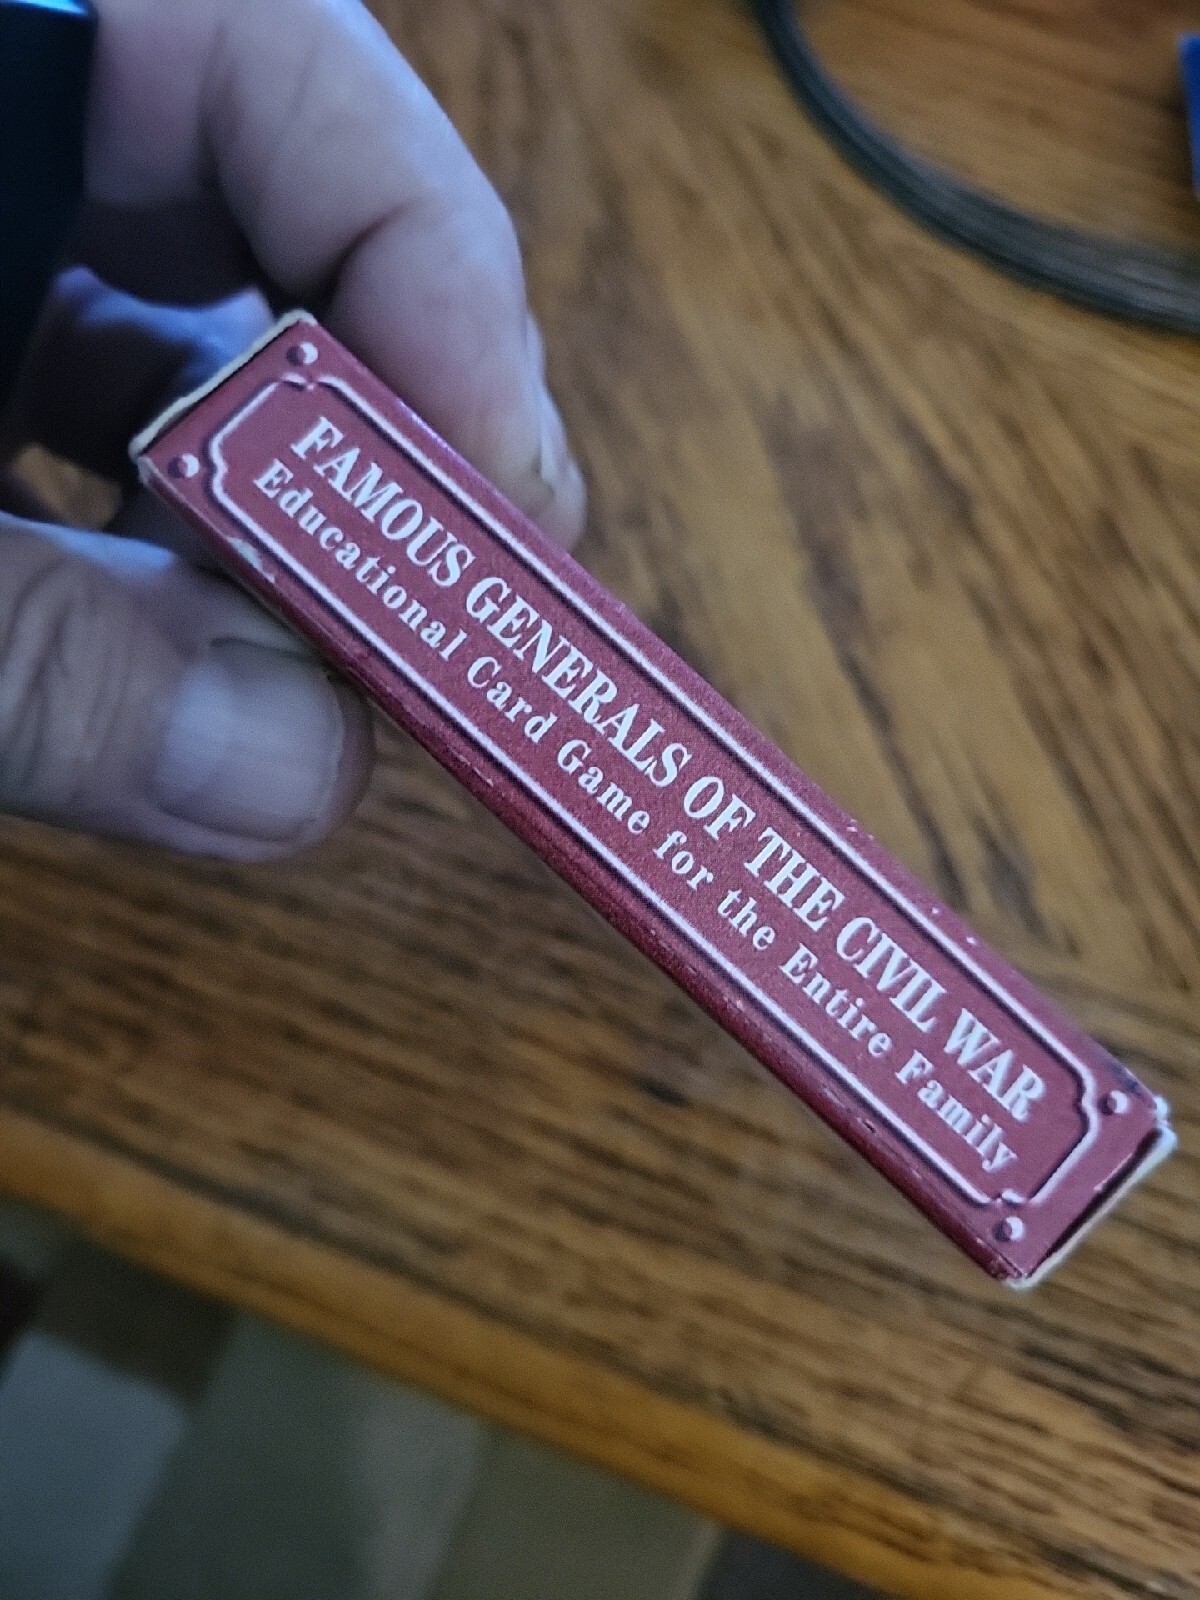 FAMOUS GENERALS OF THE CIVIL WAR
Educational Card Game for the Entire Family